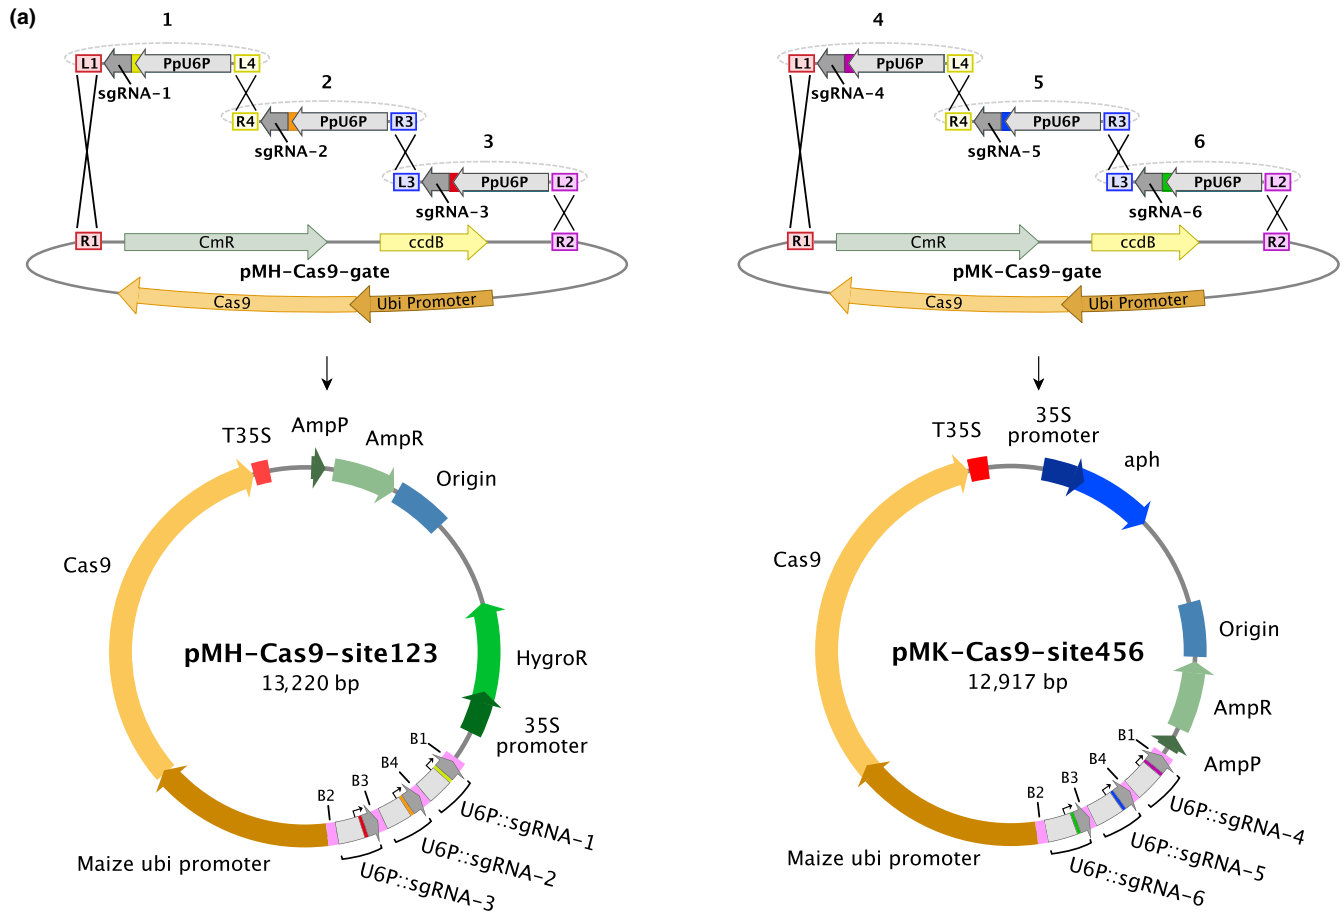 (a)
1
L1
PpU6P
L4
sgRNA-1
2
R4
PpU6P
R3
sgRNA-2
3
L3
PpU6P
L2
sgRNA-3
R1
CmR
ccdB
R2
pMH-Cas9-gate
Cas9
Ubi Promoter
4
L1
PpU6P
L4
sgRNA-4
5
R4
PpU6P
R3
sgRNA-5
6
L3
PpU6P
L2
sgRNA-6
R1
CmR
ccdB
R2
pMK-Cas9-gate
Cas9
Ubi Promoter
T35S
AmpP
AmpR
Origin
Cas9
pMH-Cas9-site123
13,220 bp
HygroR
35S
promoter
B1
B4
B3
B2
U6P::sgRNA-1
U6P::sgRNA-2
U6P::sgRNA-3
Maize ubi promoter
T35S
35S
promoter
aph
Cas9
pMK-Cas9-site456
12,917 bp
Origin
AmpR
AmpP
B1
B4
B3
B2
U6P::sgRNA-4
U6P::sgRNA-5
U6P::sgRNA-6
Maize ubi promoter